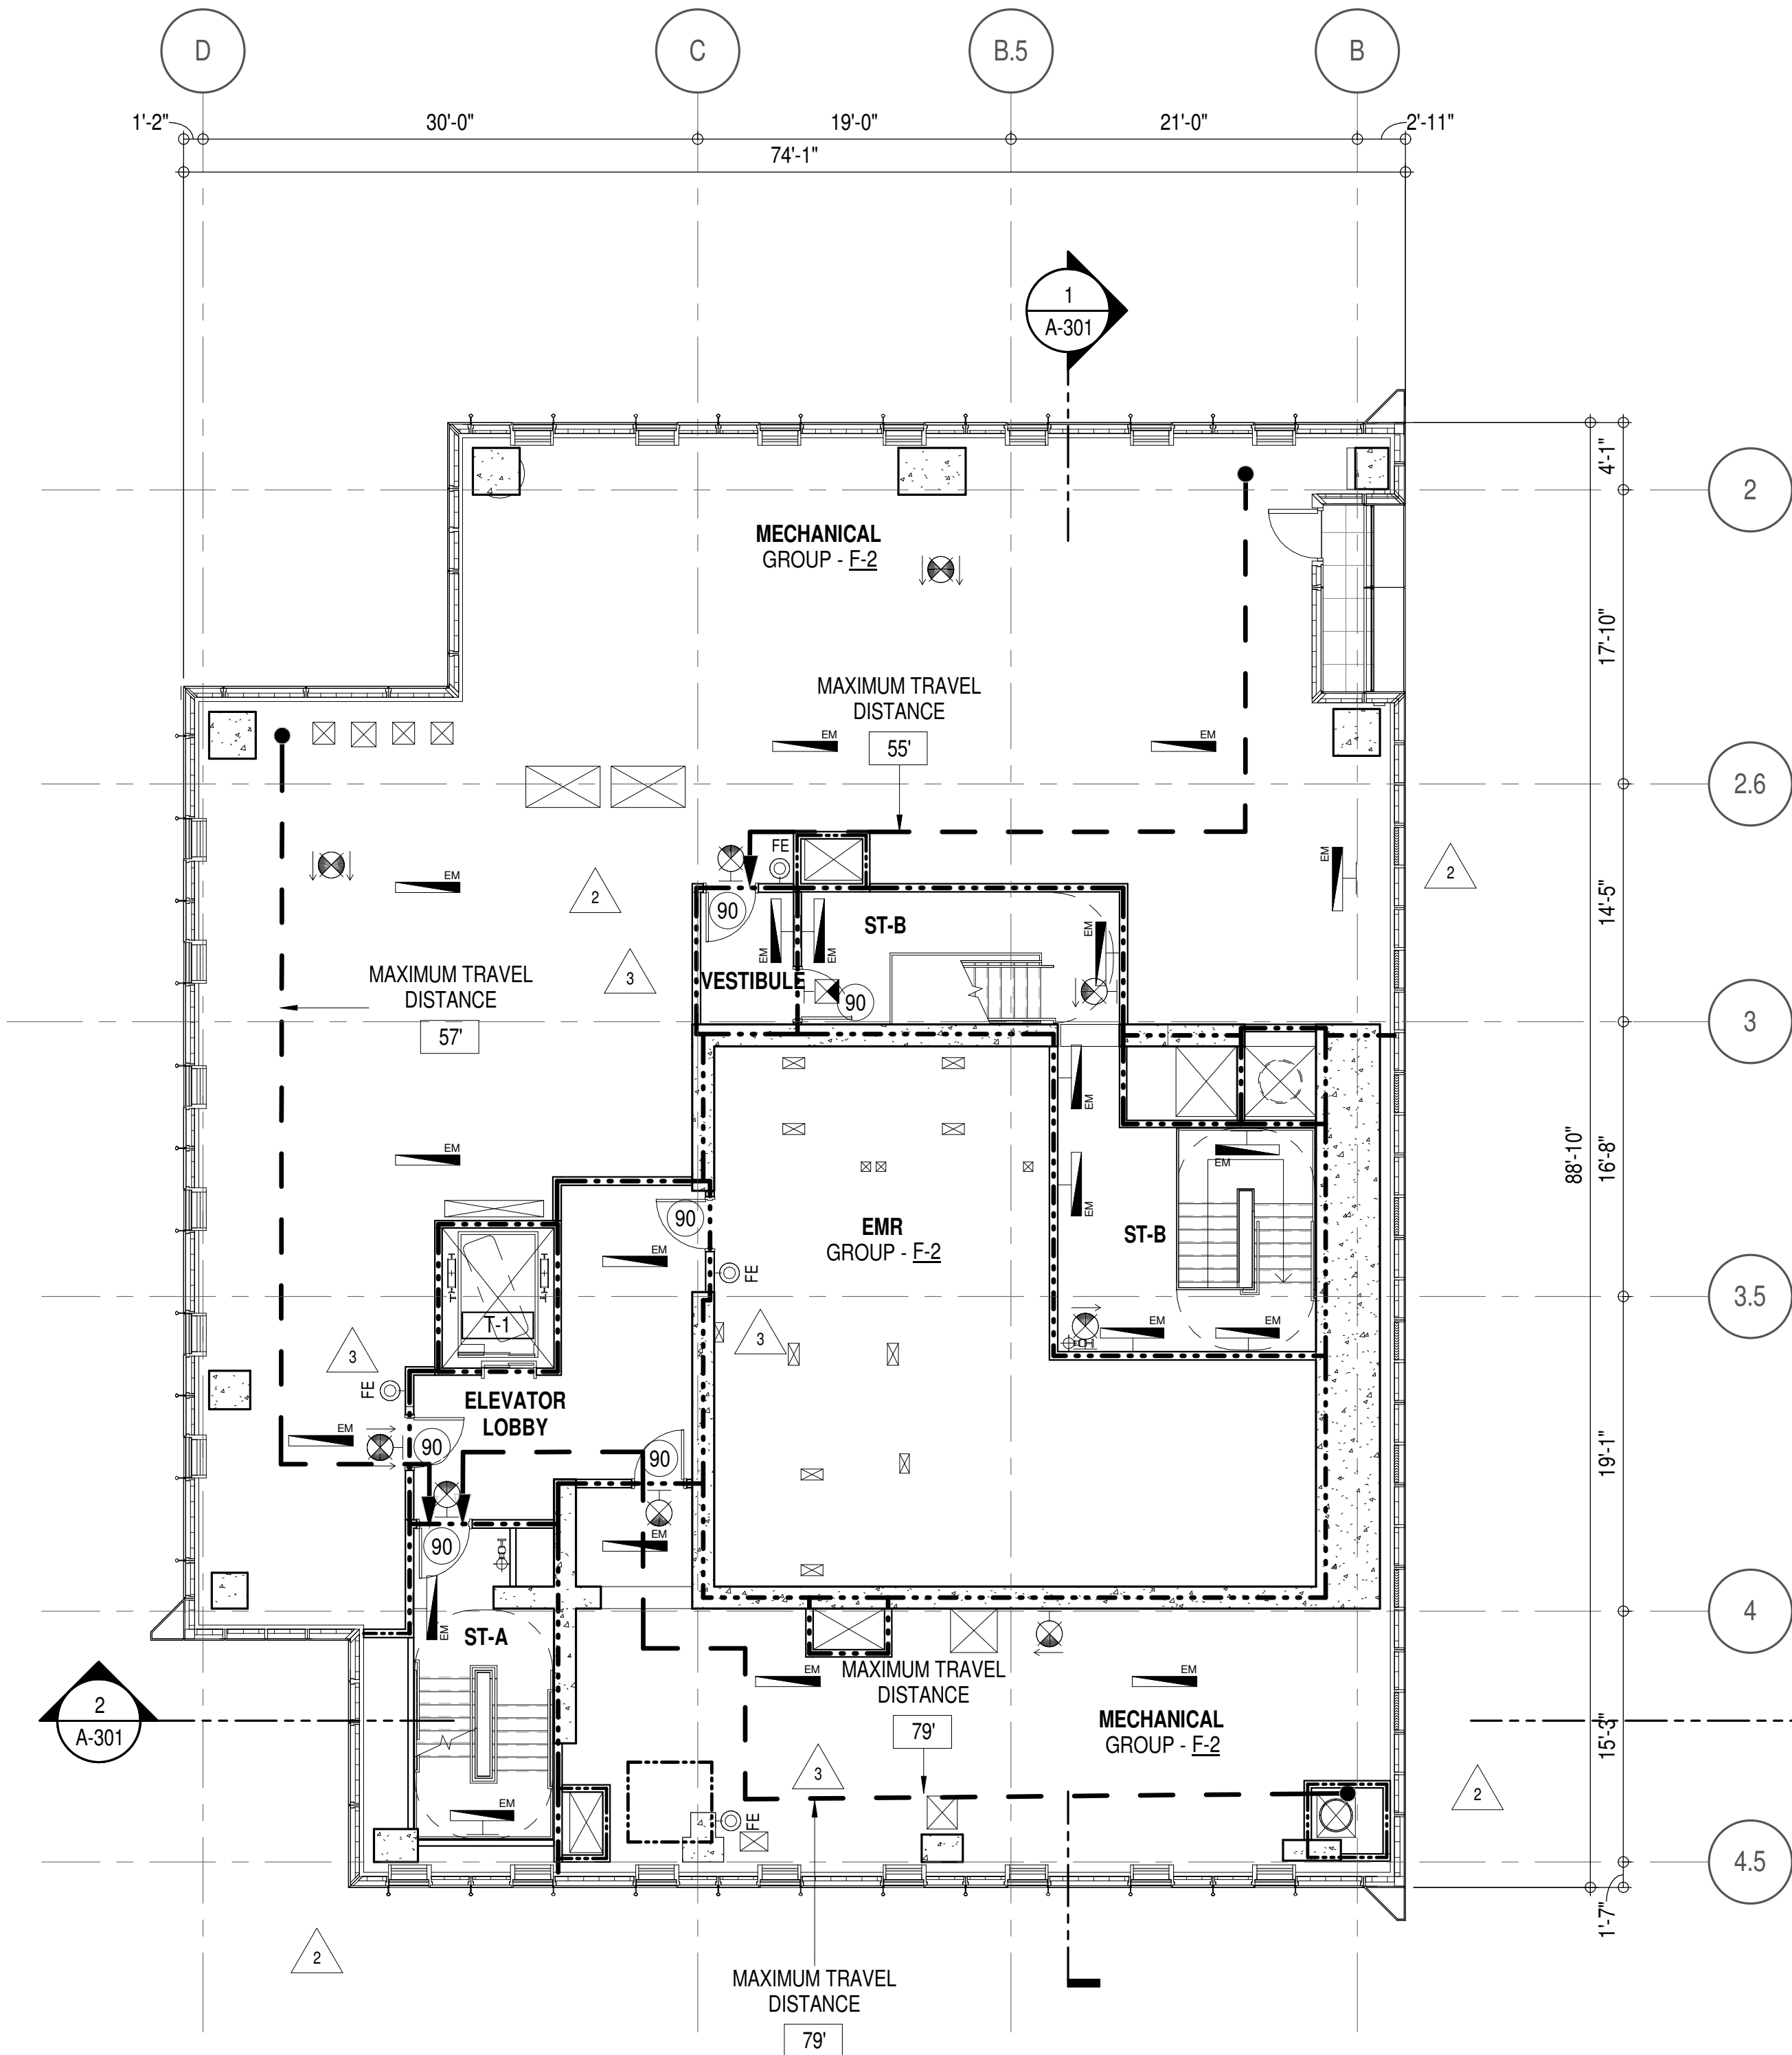 D
C
B.5
B
1'-2"
30'-0"
19'-0"
21'-0"
2'-11"
74'-1"
1
A-301
4'-1"
2
MECHANICAL
GROUP - F-2
17'-10"
MAXIMUM TRAVEL
DISTANCE
55'
EM
EM
2.6
FE
EM
EM
2
2
90
ST-B
14'-5"
EM
EM
EM
3
VESTIBULE
90
MAXIMUM TRAVEL
DISTANCE
57'
3
EM
88'-10"
16'-8"
EM
EM
EM
90
EMR
GROUP - F-2
ST-B
EM
FE
T-1
3.5
3
3
EM
EM
FE
ELEVATOR
LOBBY
EM
90
90
19'-1"
90
EM
EM
4
ST-A
MAXIMUM TRAVEL
DISTANCE
79'
EM
EM
2
A-301
MECHANICAL
GROUP - F-2
15'-3"
3
2
EM
FE
4.5
1'-7"
2
MAXIMUM TRAVEL
DISTANCE
79'